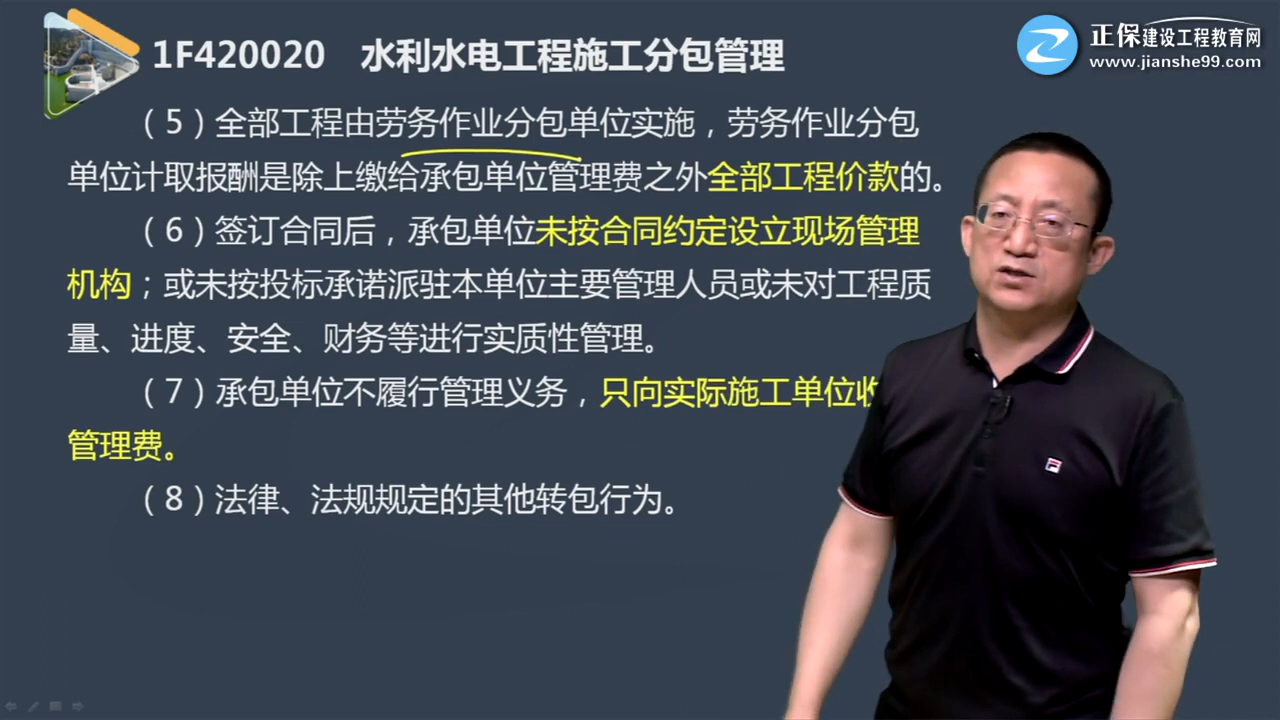 1F420020 水利水电工程施工分包管理
正保建设工程教育网
www.jianshe99.com
（5）全部工程由劳务作业分包单位实施，劳务作业分包
单位计取报酬是除上缴给承包单位管理费之外全部工程价款的。
（6）签订合同后，承包单位未按合同约定设立现场管理
机构；或未按投标承诺派驻本单位主要管理人员或未对工程质
量、进度、安全、财务等进行实质性管理。
（7）承包单位不履行管理义务，只向实际施工单位收
管理费。
（8）法律、法规规定的其他转包行为。